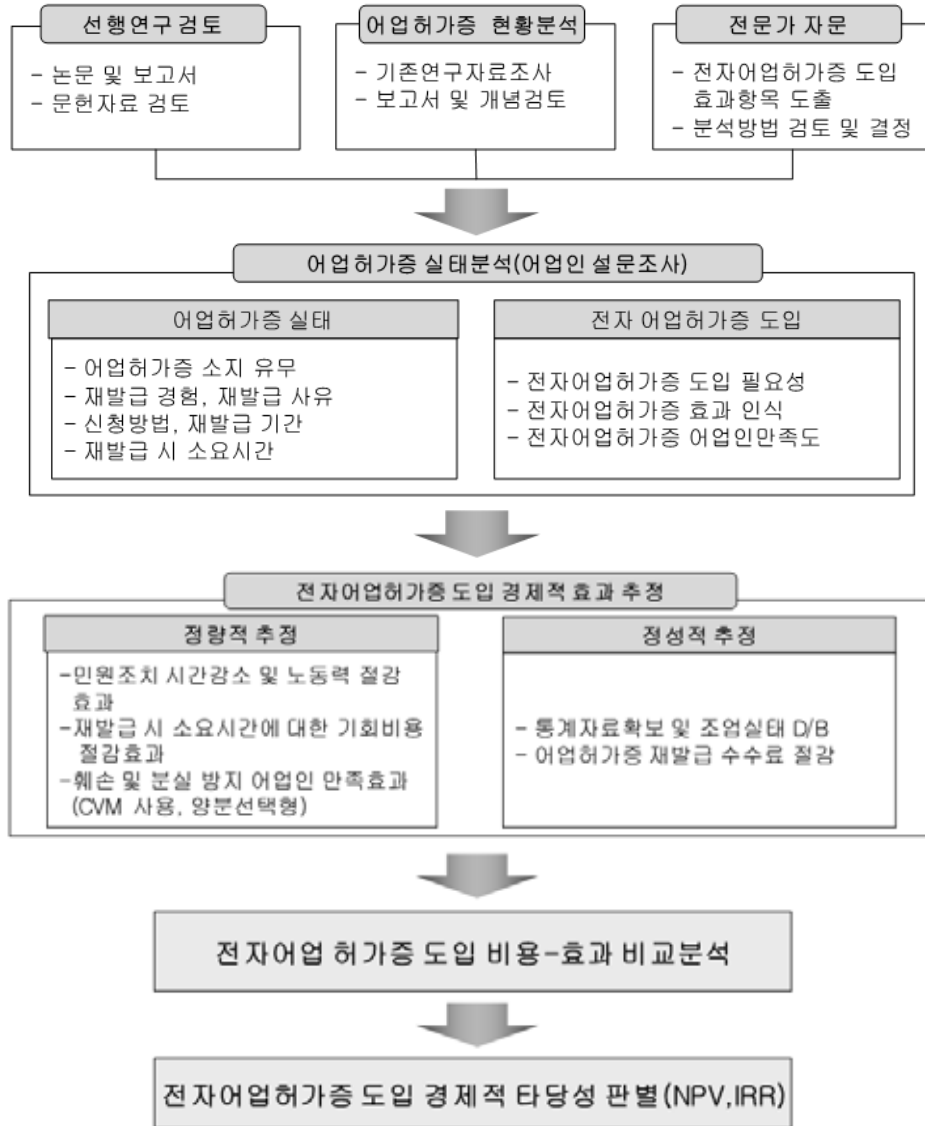 선행연구 검토
– 논문 및 보고서
– 문헌자료 검토
어업허가증 현황분석
– 기존연구자료조사
– 보고서 및 개념검토
전문가 자문
– 전자어업허가증 도입
효과항목 도출
– 분석방법 검토 및 결정
어업허가증 실태분석(어업인 설문조사)
어업허가증 실태
– 어업허가증 소지 유무
– 재발급 경험, 재발급 사유
– 신청방법, 재발급 기간
– 재발급 시 소요시간
전자 어업허가증 도입
– 전자어업허가증 도입 필요성
– 전자어업허가증 효과 인식
– 전자어업허가증 어업인만족도
전자어업허가증 도입 경제적 효과 추정
정량적 추정
–민원조치 시간감소 및 노동력 절감
효과
–재발급 시 소요시간에 대한 기회비용
절감효과
–훼손 및 분실 방지 어업인 만족효과
(CVM 사용, 양분선택형)
정성적 추정
– 통계자료확보 및 조업실태 D/B
– 어업허가증 재발급 수수료 절감
전자어업 허가증 도입 비용–효과 비교분석
전자어업허가증 도입 경제적 타당성 판별(NPV,IRR)